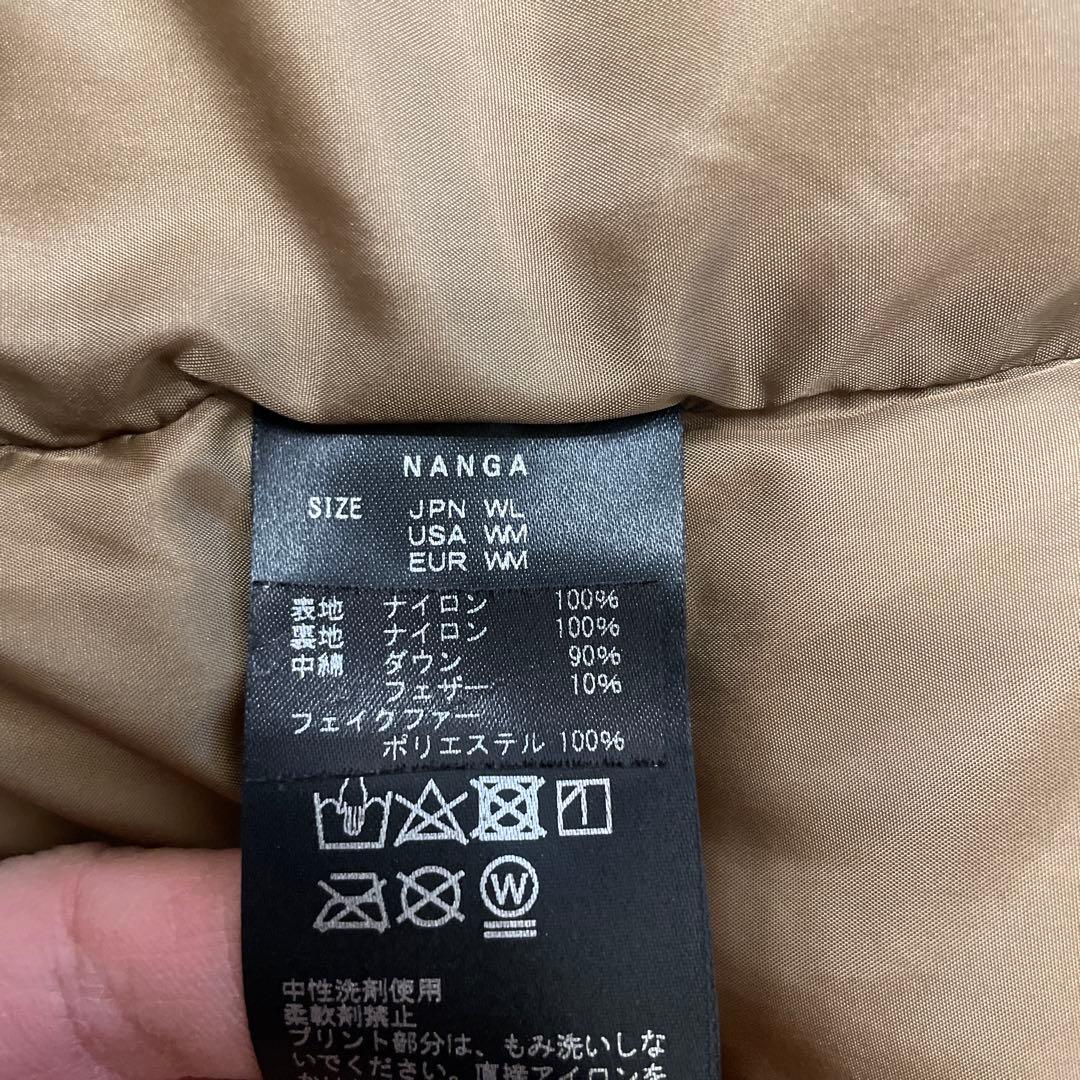 NANGA
SIZE JPN WL
USA WM
EUR WM
表地 ナイロン 100%
裏地 ナイロン 100%
中綿 ダウン 90%
フェザー 10%
フェイクファー
ポリエステル 100%
W
中性洗剤使用
柔軟剤禁止
プリント部分は、もみ洗いしな
いでください。直接アイロンを